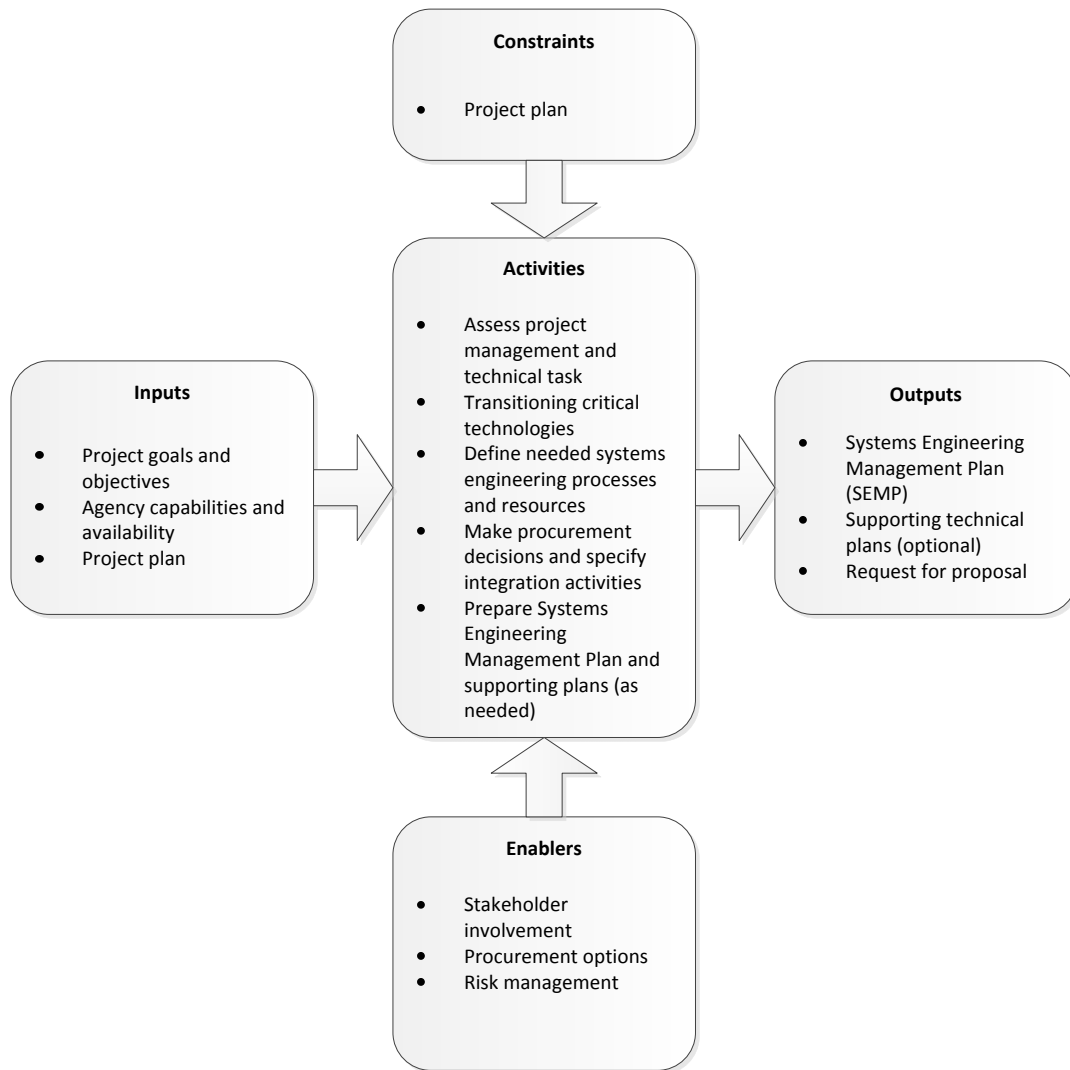 Constraints
• Project plan
Activities
• Assess project
management and
technical task
• Transitioning critical
technologies
• Define needed systems
engineering processes
and resources
• Make procurement
decisions and specify
integration activities
• Prepare Systems
Engineering
Management Plan and
supporting plans (as
needed)
Inputs
• Project goals and
objectives
• Agency capabilities and
availability
• Project plan
Outputs
• Systems Engineering
Management Plan
(SEMP)
• Supporting technical
plans (optional)
• Request for proposal
Enablers
• Stakeholder
involvement
• Procurement options
• Risk management